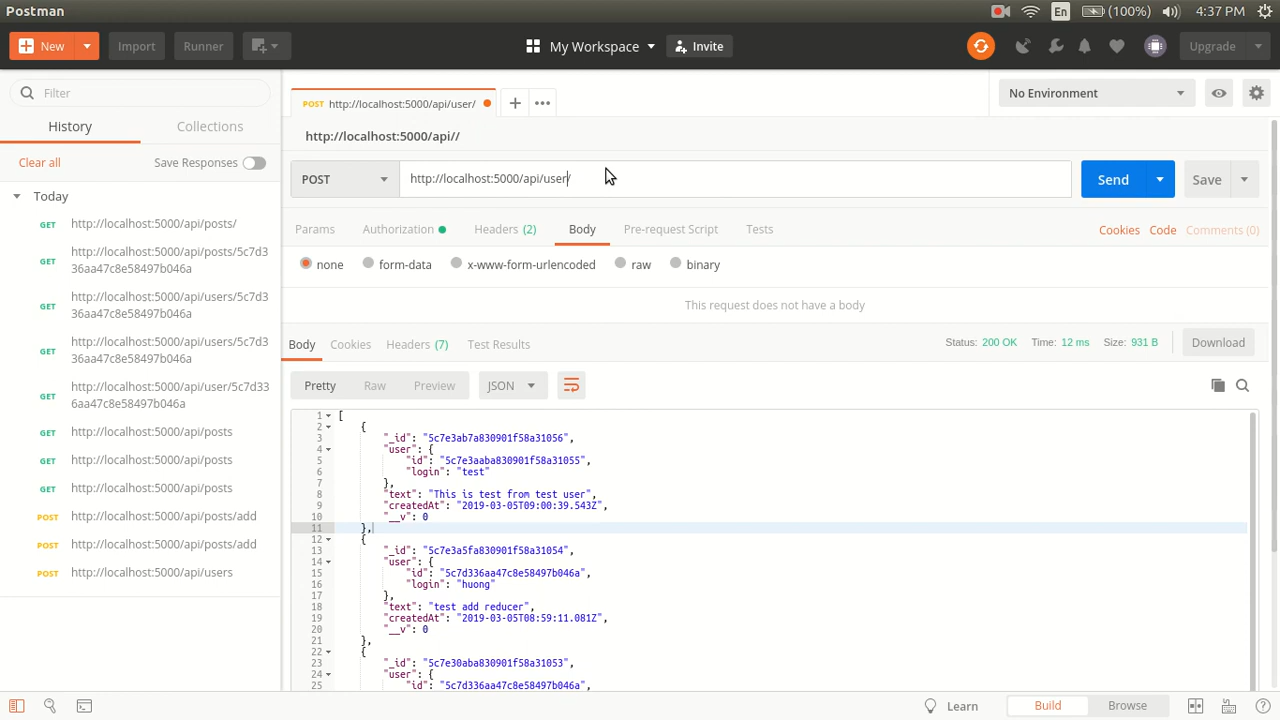 Postman
En (100%) 4:37 PM
New Import Runner My Workspace Invite Upgrade
Filter
History Collections
Clear all Save Responses
Today
GET http://localhost:5000/api/posts/
GET http://localhost:5000/api/posts/5c7d3
36aa47c8e58497b046a
GET http://localhost:5000/api/users/5c7d3
36aa47c8e58497b046a
GET http://localhost:5000/api/users/5c7d3
36aa47c8e58497b046a
GET http://localhost:5000/api/user/5c7d33
6aa47c8e58497b046a
GET http://localhost:5000/api/posts
GET http://localhost:5000/api/posts
GET http://localhost:5000/api/posts
POST http://localhost:5000/api/posts/add
POST http://localhost:5000/api/posts/add
POST http://localhost:5000/api/users
POST http://localhost:5000/api/user/
No Environment
http://localhost:5000/api//
POST http://localhost:5000/api/user/ Send Save
Params Authorization Headers (2) Body Pre-request Script Tests Cookies Code Comments (0)
none form-data x-www-form-urlencoded raw binary
This request does not have a body
Body Cookies Headers (7) Test Results Status: 200 OK Time: 12 ms Size: 931 B Download
Pretty Raw Preview JSON
1 [
2 {
3 "_id": "5c7e3ab7a830901f58a31056",
4 "user": {
5 "id": "5c7e3aaba830901f58a31055",
6 "login": "test"
7 },
8 "text": "This is test from test user",
9 "createdAt": "2019-03-05T09:00:39.543Z",
10 "__v": 0
11 },
12 {
13 "_id": "5c7e3a5fa830901f58a31054",
14 "user": {
15 "id": "5c7d336aa47c8e58497b046a",
16 "login": "huong"
17 },
18 "text": "test add reducer",
19 "createdAt": "2019-03-05T08:59:11.081Z",
20 "__v": 0
21 },
22 {
23 "_id": "5c7e30aba830901f58a31053",
24 "user": {
25 "id": "5c7d336aa47c8e58497b046a",
Learn Build Browse